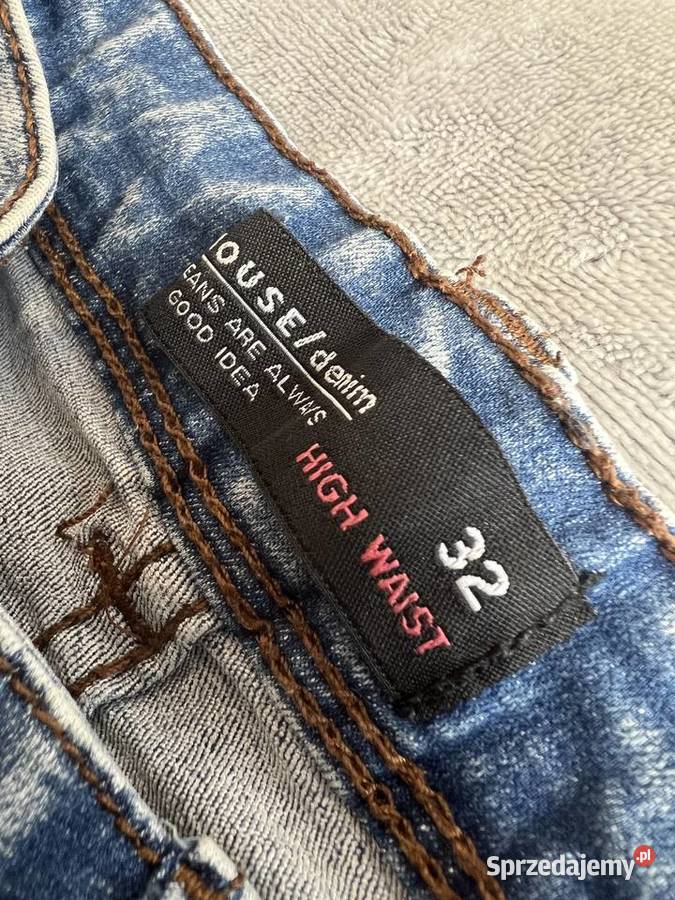 OUSE/denim
EANS ARE ALWAYS
GOOD IDEA
HIGH WAIST
32
Sprzedajemy.pl